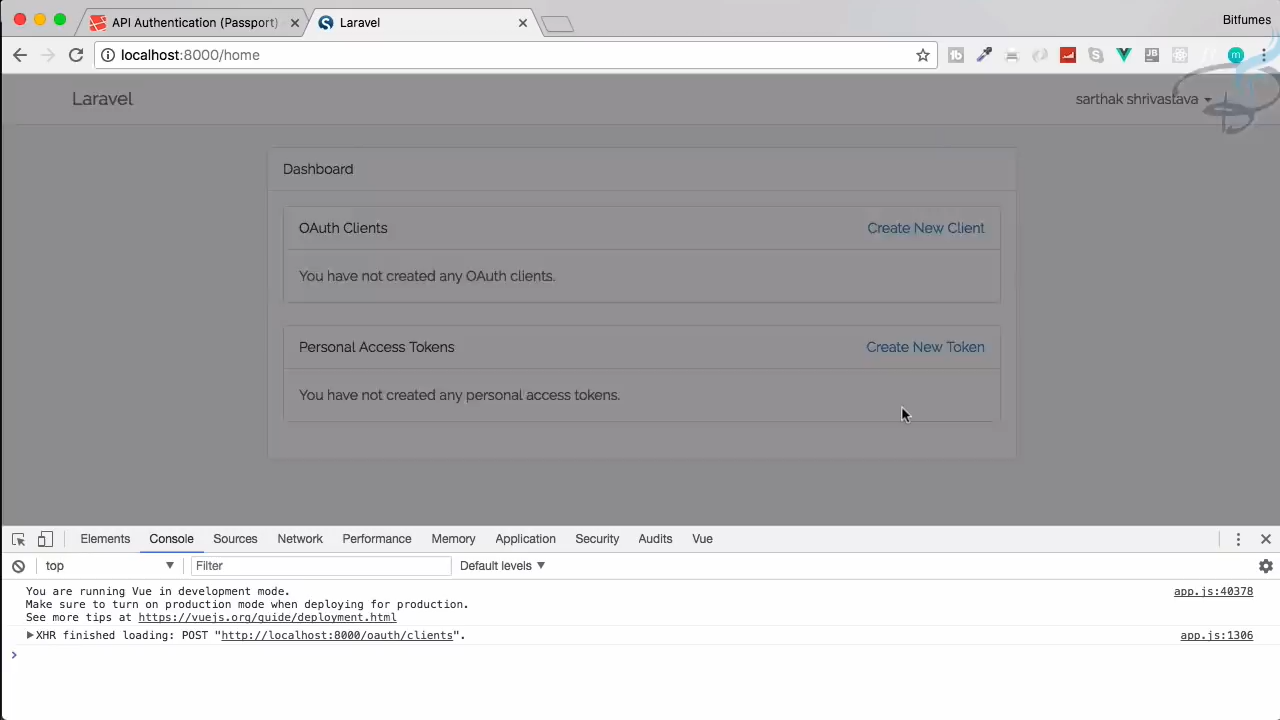 API Authentication (Passport)
Laravel
Bitfumes
localhost:8000/home
Laravel
sarthak shrivastava
Dashboard
OAuth Clients
Create New Client
You have not created any OAuth clients.
Personal Access Tokens
Create New Token
You have not created any personal access tokens.
Elements
Console
Sources
Network
Performance
Memory
Application
Security
Audits
Vue
top
Filter
Default levels
You are running Vue in development mode.
app.js:40378
Make sure to turn on production mode when deploying for production.
See more tips at https://vuejs.org/guide/deployment.html
XHR finished loading: POST "http://localhost:8000/oauth/clients".
app.js:1306